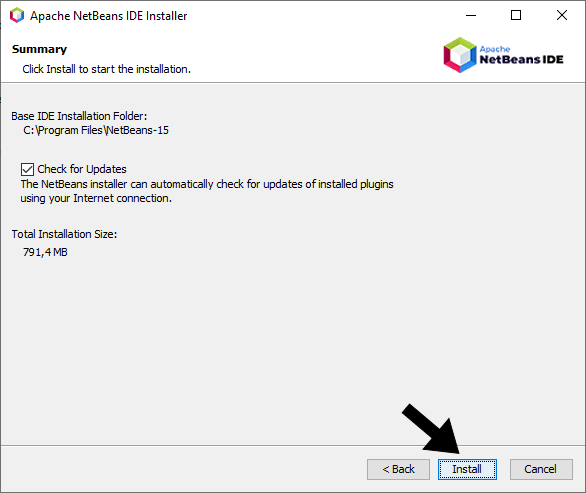 Apache NetBeans IDE Installer
Summary
Click Install to start the installation.
Apache
NetBeans IDE
Base IDE Installation Folder:
C:\Program Files\NetBeans-15
Check for Updates
The NetBeans installer can automatically check for updates of installed plugins
using your Internet connection.
Total Installation Size:
791,4 MB
< Back
Install
Cancel